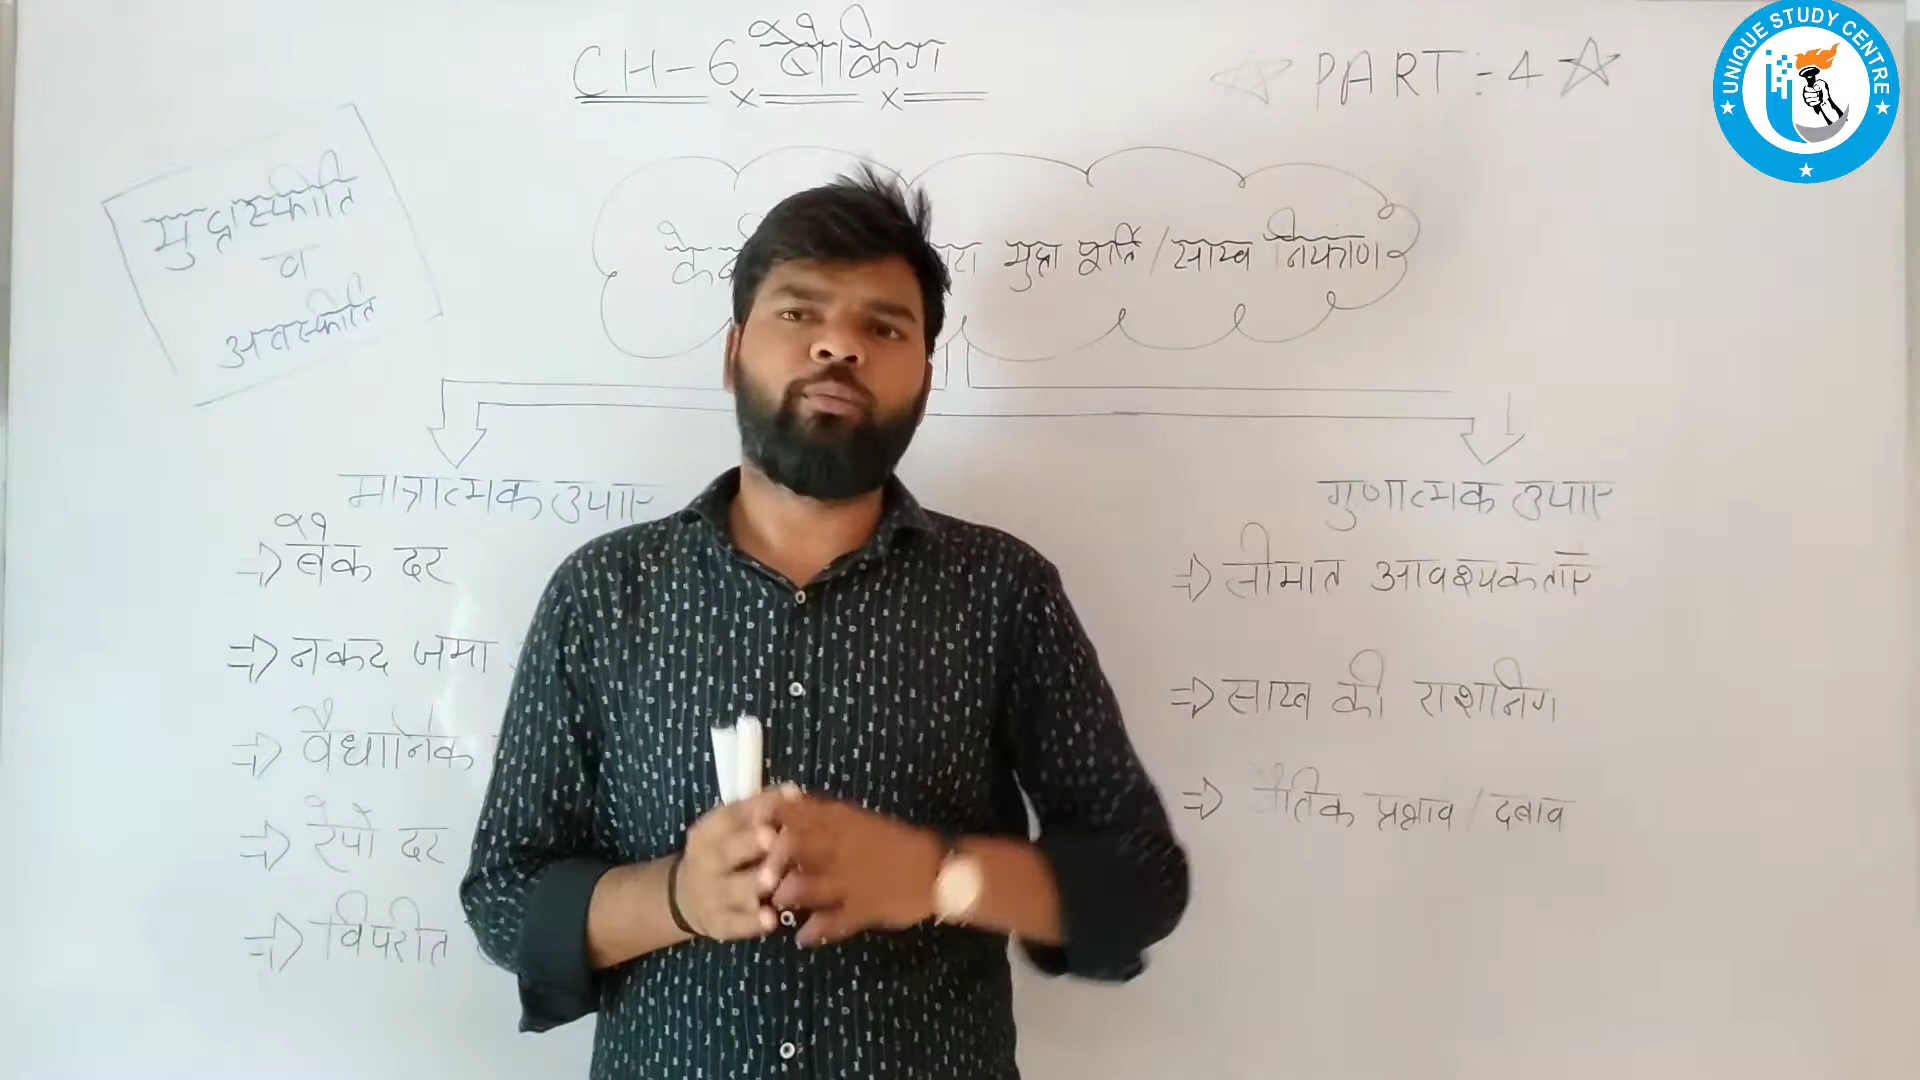 CH-6 बैंकिंग
PART :- 4
UNIQUE STUDY CENTRE
मुद्रास्फीति
व
अवस्फीति
मुद्रा पूर्ति / साख नियंत्रण
मात्रात्मक उपाए
⇒ बैंक दर
⇒ नकद जमा
⇒ वैधानिक
⇒ रेपो दर
⇒ विपरीत
गुणात्मक उपाए
⇒ सीमांत आवश्यकताएँ
⇒ साख की राशनिंग
⇒ नैतिक प्रभाव / दबाव